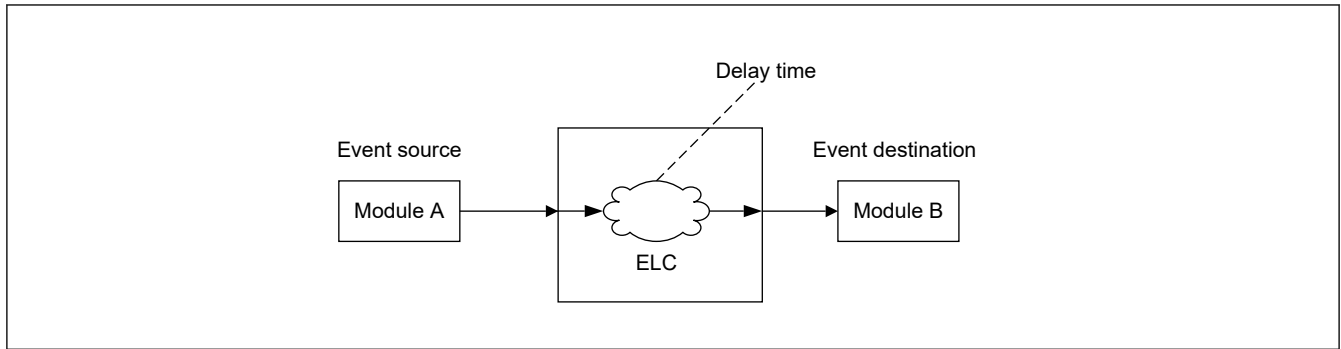 Delay time
Event source
Event destination
Module A
Module B
ELC